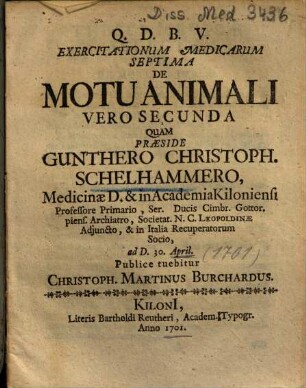 Diss. Med. 3436
Q. D. B. V.
EXERCITATIONUM MEDICARUM
SEPTIMA
DE
MOTU ANIMALI
VERO SECUNDA
QUAM
PRÆSIDE
GUNTHERO CHRISTOPH.
SCHELHAMMERO,
Medicinæ D. & in Academia Kiloniensi
Professore Primario, Ser. Ducis Cimbr. Gottor,
piens. Archiatro, Societat. N. C. LEOPOLDINÆ
Adjuncto, & in Italia Recuperatorum
Socio,
ad D. 30. April.
(1701)
Publice tuebitur
CHRISTOPH. MARTINUS BURCHARDUS.
KILONI,
Literis Bartholdi Reutheri, Academ. Typogr.
Anno 1701.